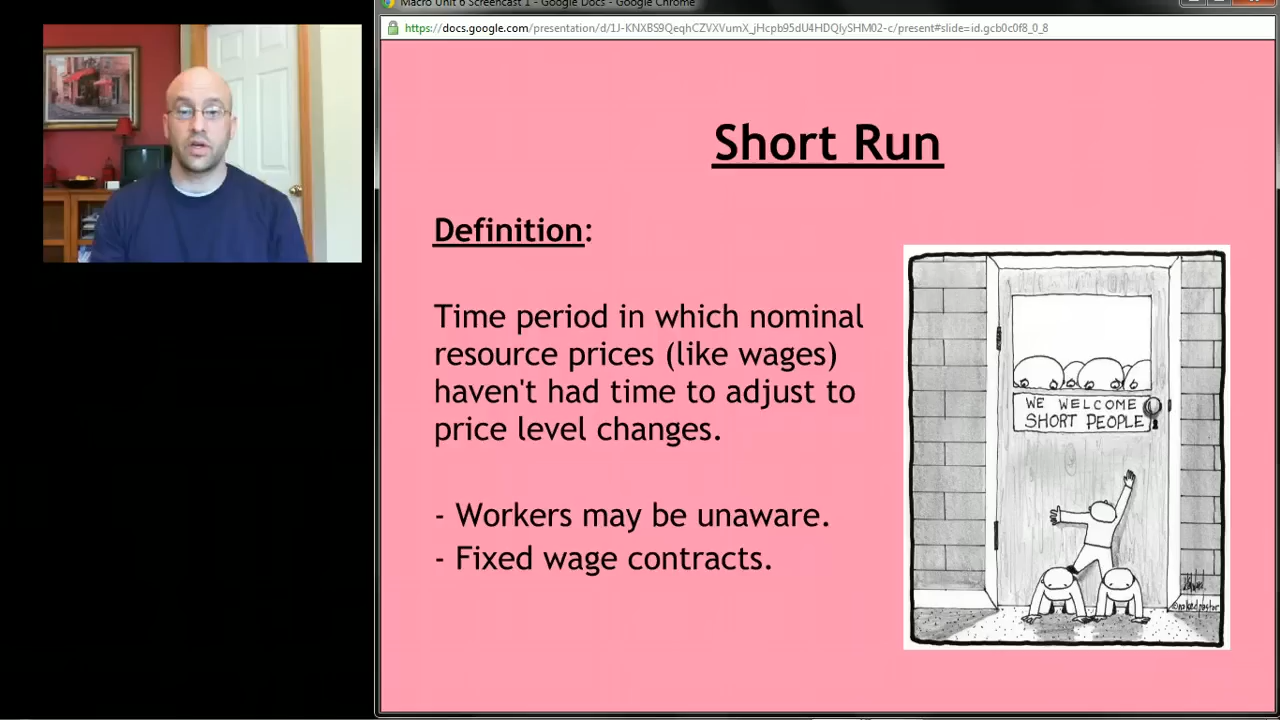 Macro Unit 6 Screencast 1 - Google Docs - Google Chrome
https://docs.google.com/presentation/d/1J-KNXBS9QeqhCZVXVumX_jHcpb95dU4HDQlySHM02-c/present#slide=id.gcb0c0f8_0_8
Short Run
Definition:
Time period in which nominal
resource prices (like wages)
haven't had time to adjust to
price level changes.
- Workers may be unaware.
- Fixed wage contracts.
WE WELCOME
SHORT PEOPLE
©nakedpastor